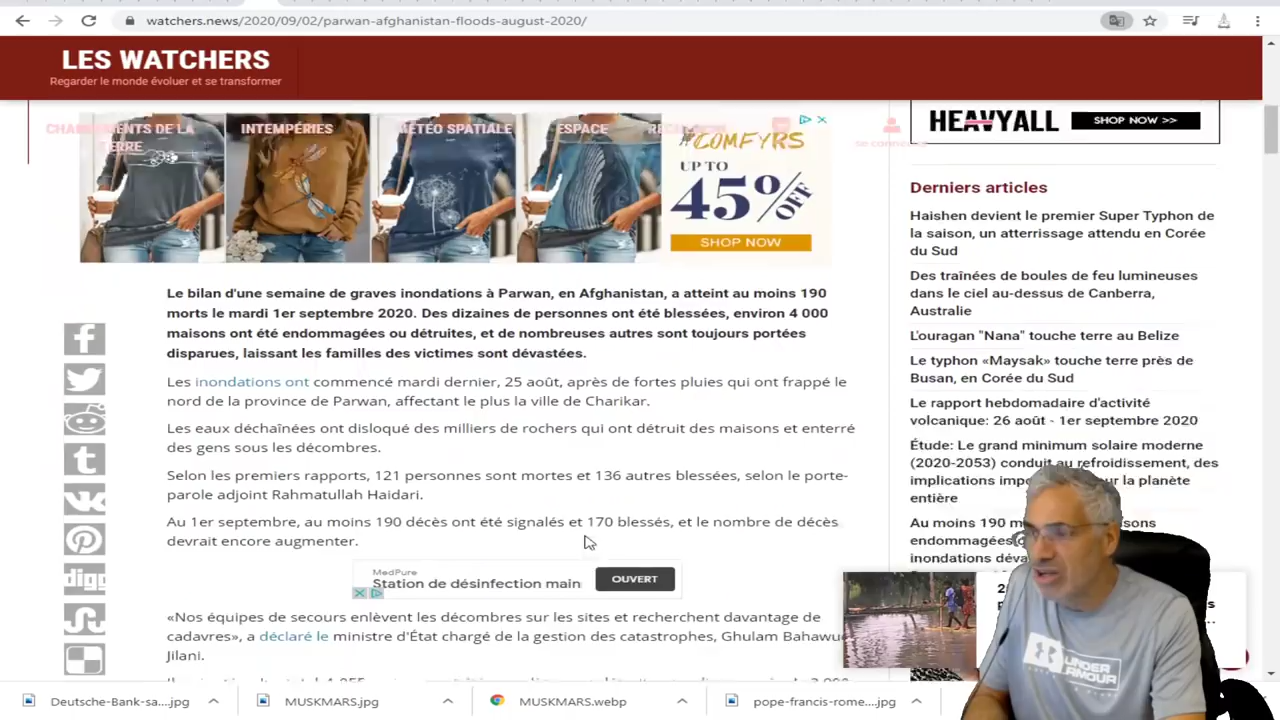 watchers.news/2020/09/02/parwan-afghanistan-floods-august-2020/
LES WATCHERS
Regarder le monde évoluer et se transformer
CHANGEMENTS DE LA
TERRE
INTEMPÉRIES
MÉTÉO SPATIALE
ESPACE
COMFYRS
UP TO
45% OFF
SHOP NOW
HEAVYALL
SHOP NOW >>
Le bilan d'une semaine de graves inondations à Parwan, en Afghanistan, a atteint au moins 190
morts le mardi 1er septembre 2020. Des dizaines de personnes ont été blessées, environ 4 000
maisons ont été endommagées ou détruites, et de nombreuses autres sont toujours portées
disparues, laissant les familles des victimes sont dévastées.
Les inondations ont commencé mardi dernier, 25 août, après de fortes pluies qui ont frappé le
nord de la province de Parwan, affectant le plus la ville de Charikar.
Les eaux déchaînées ont disloqué des milliers de rochers qui ont détruit des maisons et enterré
des gens sous les décombres.
Selon les premiers rapports, 121 personnes sont mortes et 136 autres blessées, selon le porte-
parole adjoint Rahmatullah Haidari.
Au 1er septembre, au moins 190 décès ont été signalés et 170 blessés, et le nombre de décès
devrait encore augmenter.
MedPure
Station de désinfection main
OUVERT
«Nos équipes de secours enlèvent les décombres sur les sites et recherchent davantage de
cadavres», a déclaré le ministre d'État chargé de la gestion des catastrophes, Ghulam Bahawu
Jilani.
Derniers articles
Haishen devient le premier Super Typhon de
la saison, un atterrissage attendu en Corée
du Sud
Des traînées de boules de feu lumineuses
dans le ciel au-dessus de Canberra,
Australie
L'ouragan "Nana" touche terre au Belize
Le typhon «Maysak» touche terre près de
Busan, en Corée du Sud
Le rapport hebdomadaire d'activité
volcanique: 26 août - 1er septembre 2020
Étude: Le grand minimum solaire moderne
(2020-2053) conduit au refroidissement, des
implications pour la planète
entière
Au moins 190
endommagées
inondations
digg
UNDER
ARMOUR
Deutsche-Bank-sa....jpg
MUSKMARS.jpg
MUSKMARS.webp
pope-francis-rome....jpg